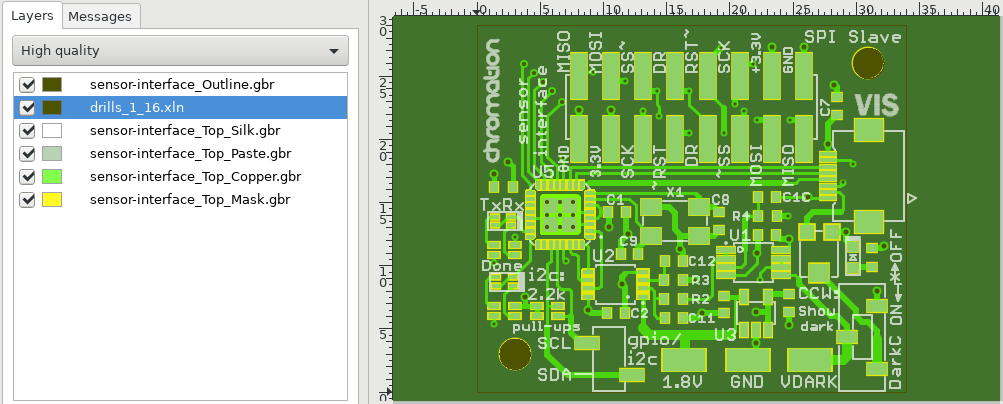 Layers Messages
High quality
sensor-interface_Outline.gbr
drills_1_16.xln
sensor-interface_Top_Silk.gbr
sensor-interface_Top_Paste.gbr
sensor-interface_Top_Copper.gbr
sensor-interface_Top_Mask.gbr
-5 0 5 10 15 20 25 30 35 40
30
25
20
15
10
5
0
chromation
sensor
interface
MISO MOSI SS~ DR RST~ SCK +3.3V GND
SPI Slave
VIS
C7
GND 3.3V SCK ~RST DR ~SS MOSI MISO
U5
TxRx
C1
X1
C8
C10
R4
U1
C9
U2
C12
R3
R2
C2
C11
Done
i2c:
2.2k
pull-ups
SCL
SDA
gpio/
i2c
U3
CCW:
Show
dark
1.8V GND VDARK
OFF
DarkC ON